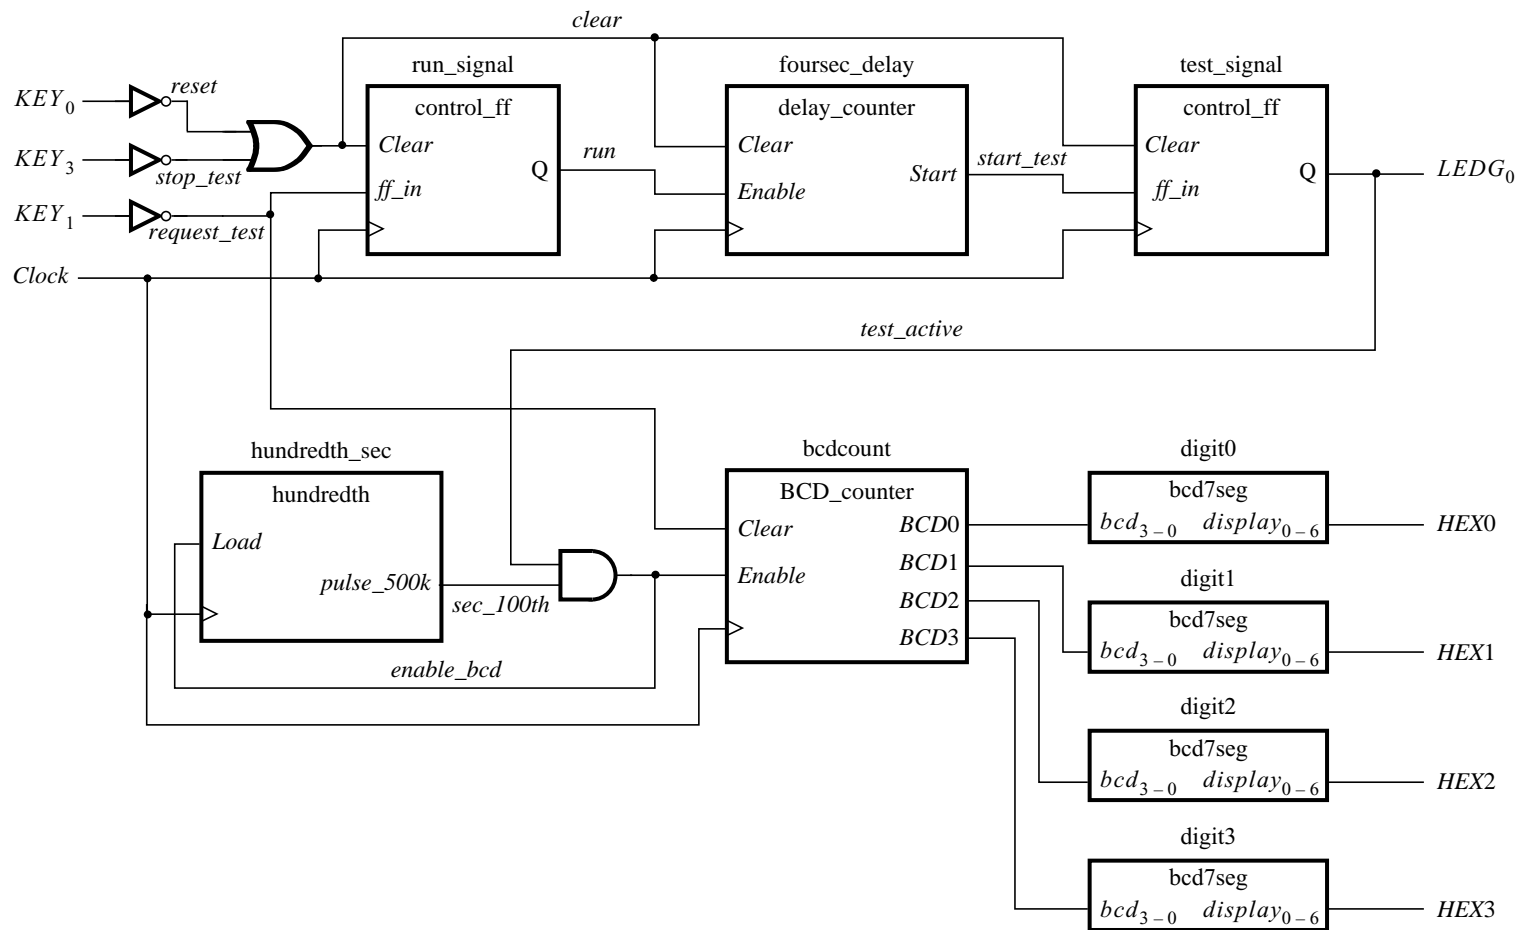 clear
run_signal
foursec_delay
test_signal
KEY0
reset
control_ff
delay_counter
control_ff
Clear
Clear
Clear
KEY3
stop_test
Q
run
Start
start_test
Q
LEDG0
ff_in
Enable
ff_in
KEY1
request_test
Clock
test_active
hundredth_sec
bcdcount
digit0
hundredth
BCD_counter
bcd7seg
Clear
BCD0
bcd3–0 display0–6
HEX0
Load
BCD1
digit1
pulse_500k
sec_100th
Enable
BCD2
bcd7seg
BCD3
bcd3–0 display0–6
HEX1
enable_bcd
digit2
bcd7seg
bcd3–0 display0–6
HEX2
digit3
bcd7seg
bcd3–0 display0–6
HEX3